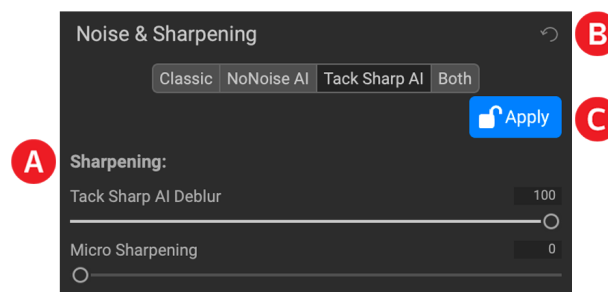 Noise & Sharpening B
Classic NoNoise AI Tack Sharp AI Both
Apply C
A Sharpening:
Tack Sharp AI Deblur 100
Micro Sharpening 0